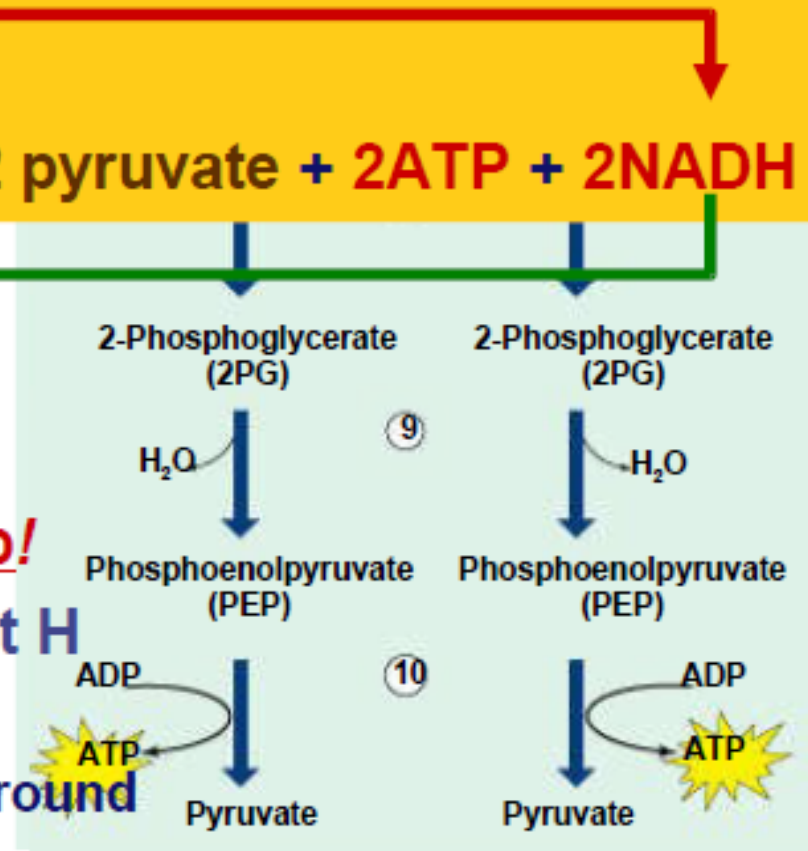 2 pyruvate + 2ATP + 2NADH
2-Phosphoglycerate (2PG)
2-Phosphoglycerate (2PG)
9
H₂O
H₂O
!
Phosphoenolpyruvate (PEP)
Phosphoenolpyruvate (PEP)
t H
ADP
10
ADP
ATP
ATP
round
Pyruvate
Pyruvate